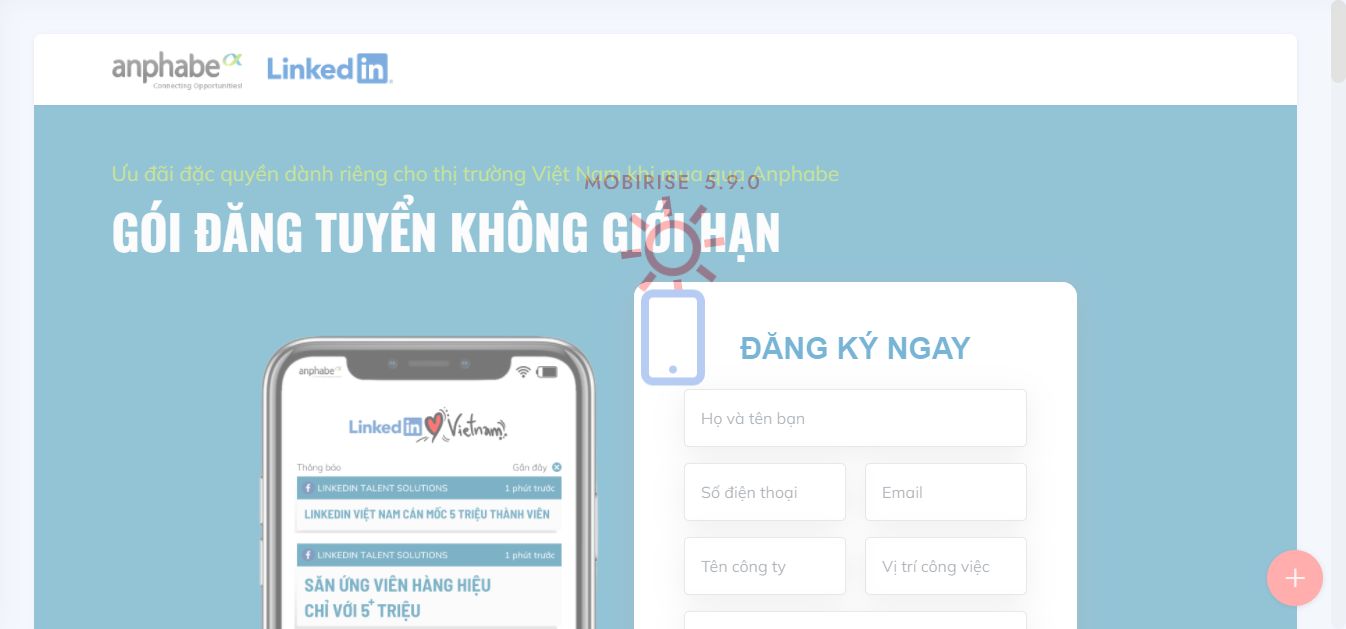 anphabe
Connecting Opportunities!
Linked in
Ưu đãi đặc quyền dành riêng cho thị trường Việt Nam khi mua qua Anphabe
MOBIRISE 5.9.0
GÓI ĐĂNG TUYỂN KHÔNG GIỚI HẠN
ĐĂNG KÝ NGAY
Họ và tên bạn
Số điện thoại
Email
Tên công ty
Vị trí công việc
anphabe
Linked in Vietnam
Thông báo
Gần đây
LINKEDIN TALENT SOLUTIONS
1 phút trước
LINKEDIN VIỆT NAM CÁN MỐC 5 TRIỆU THÀNH VIÊN
LINKEDIN TALENT SOLUTIONS
1 phút trước
SĂN ỨNG VIÊN HÀNG HIỆU
CHỈ VỚI 5+ TRIỆU